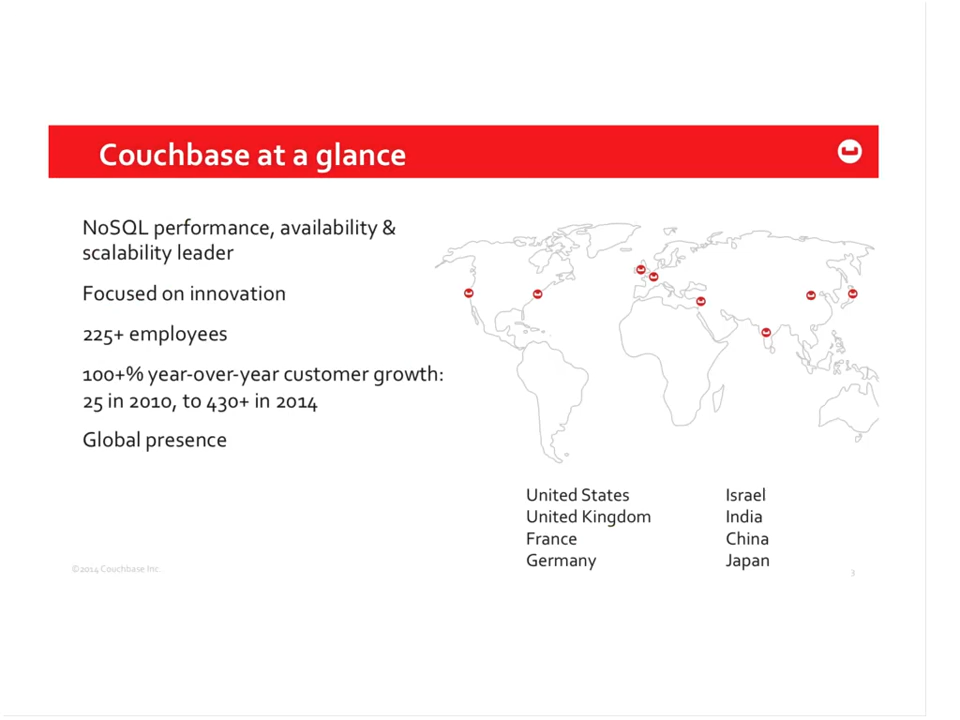 Couchbase at a glance
NoSQL performance, availability &
scalability leader
Focused on innovation
225+ employees
100+% year-over-year customer growth:
25 in 2010, to 430+ in 2014
Global presence
United States
United Kingdom
France
Germany
Israel
India
China
Japan
©2014 Couchbase Inc.
3